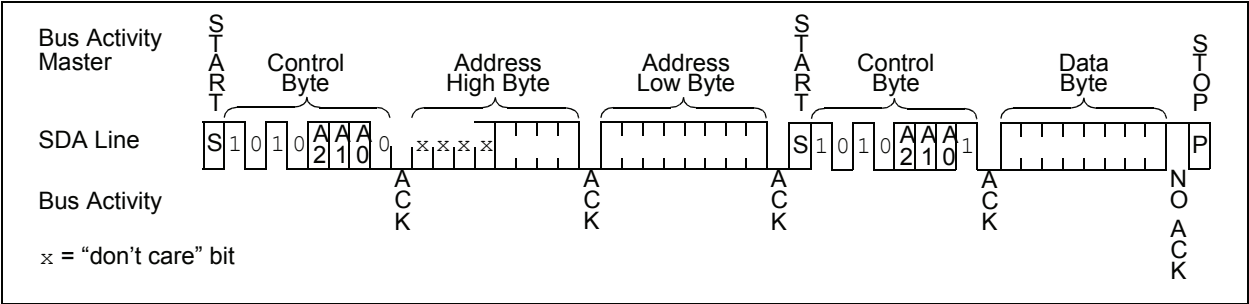 Bus Activity
Master
START
Control
Byte
Address
High Byte
Address
Low Byte
START
Control
Byte
Data
Byte
STOP
SDA Line
S 1 0 1 0 A2 A1 A0 0 x x x x S 1 0 1 0 A2 A1 A0 1 P
Bus Activity
ACK
ACK
ACK
ACK
NO ACK
x = “don’t care” bit